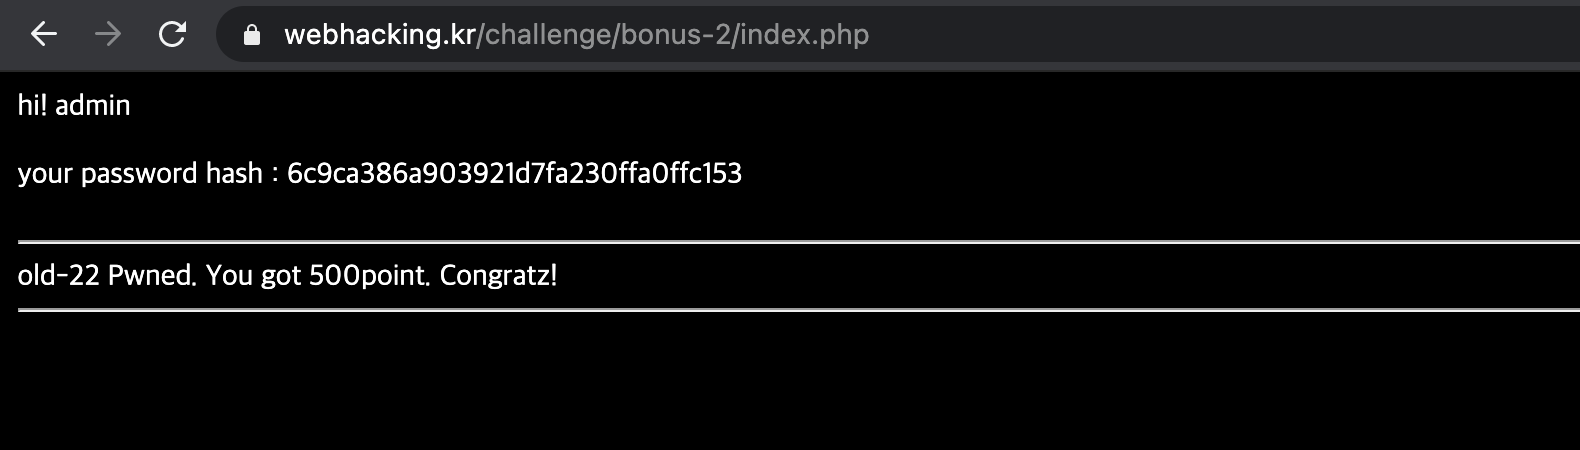 webhacking.kr/challenge/bonus-2/index.php
hi! admin
your password hash : 6c9ca386a903921d7fa230ffa0ffc153
old-22 Pwned. You got 500point. Congratz!